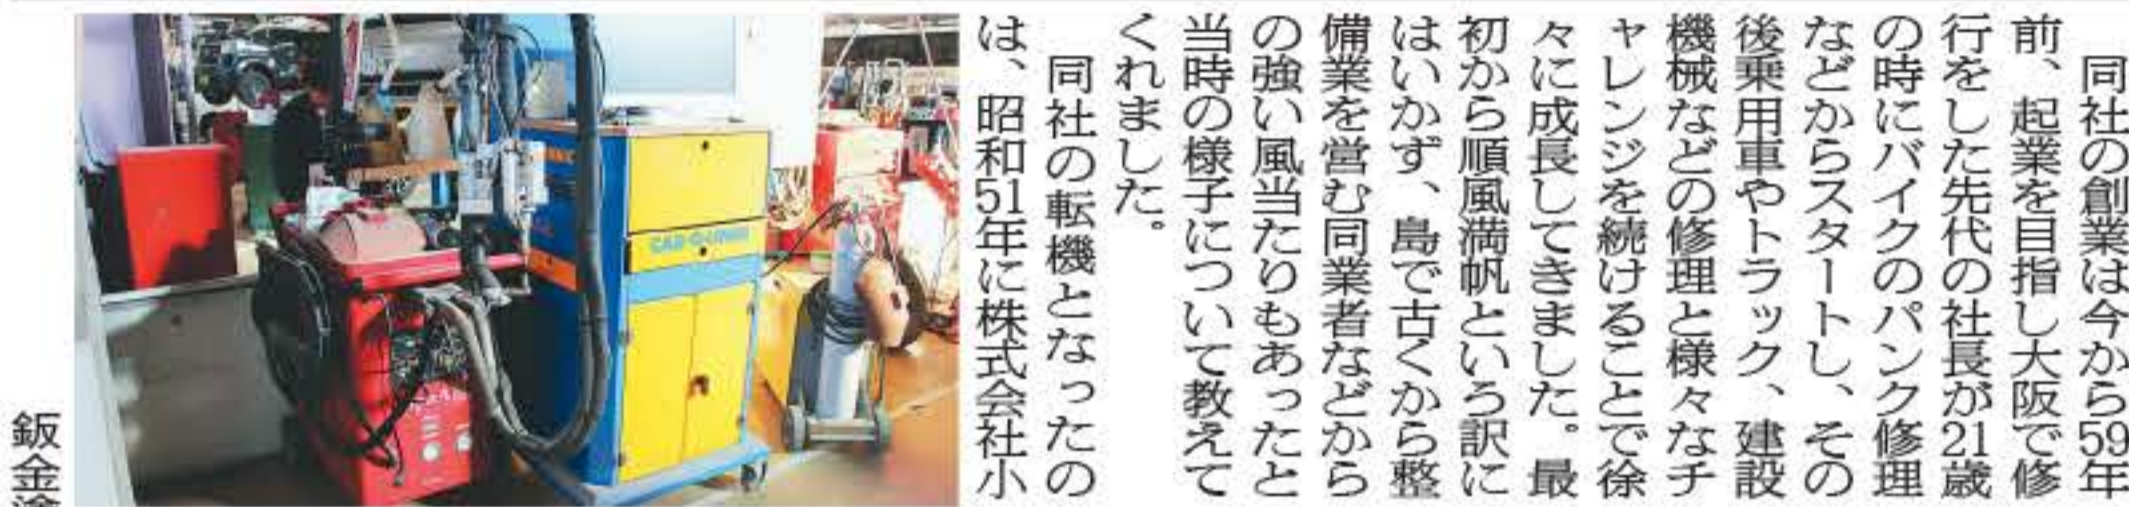 同社の創業は今から59年
前、起業を目指し大阪で修
行をした先代の社長が21歳
の時にバイクのパンク修理
などからスタートし、その
後乗用車やトラック、建設
機械などの修理と様々なチ
ャレンジを続けることで徐
々に成長してきました。最
初から順風満帆という訳に
はいかず、島で古くから整
備業を営む同業者などから
の強い風当たりもあったと
当時の様子について教えて
くれました。
同社の転機となったの
は、昭和51年に株式会社小
CAR-O-LINER
鈑金塗